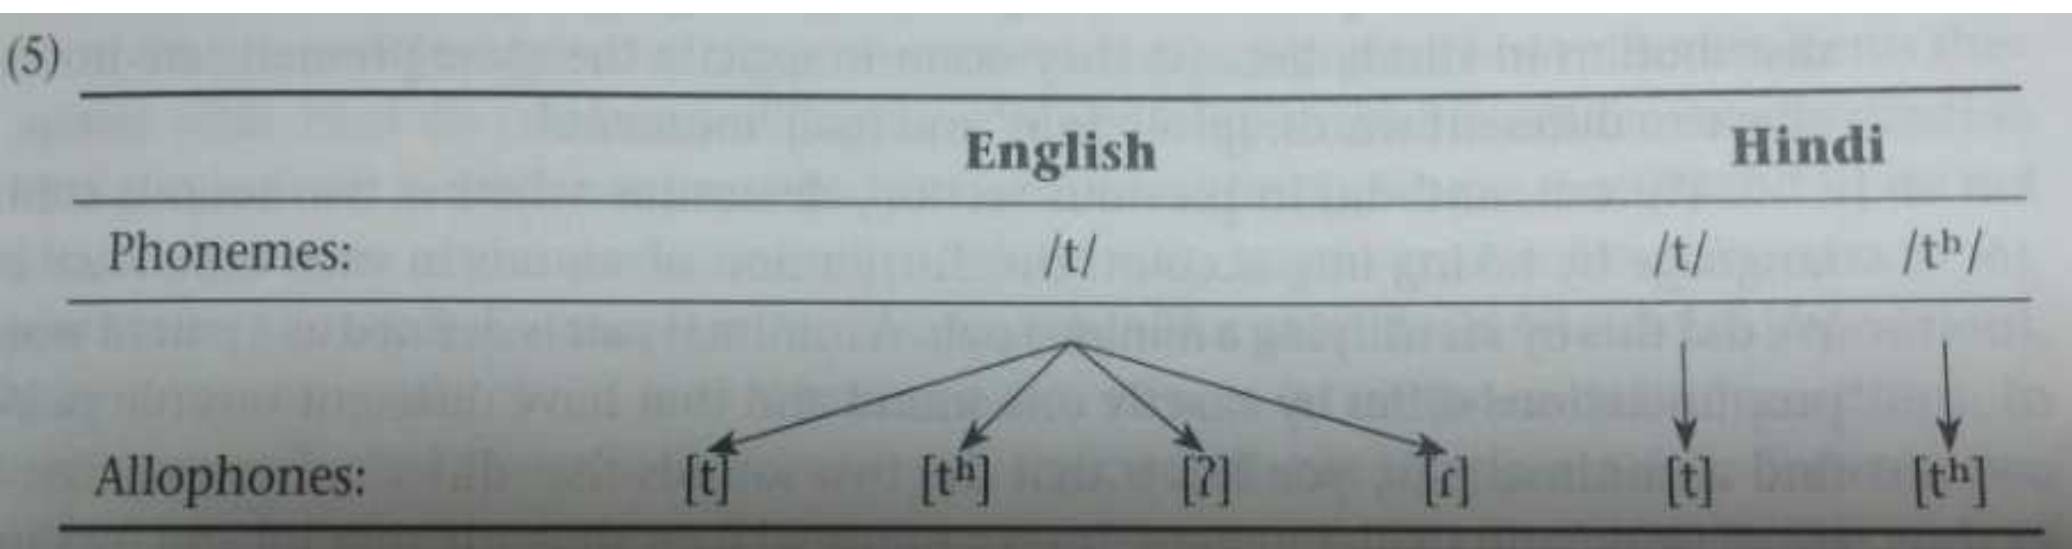 (5)
English Hindi
Phonemes: /t/ /t/ /tʰ/
Allophones: [t] [tʰ] [ʔ] [ɾ] [t] [tʰ]